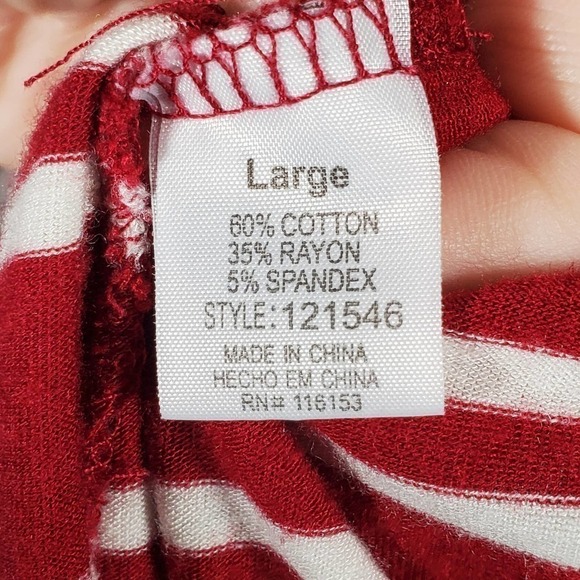 Large
60% COTTON
35% RAYON
5% SPANDEX
STYLE:121546
MADE IN CHINA
HECHO EM CHINA
RN# 116153